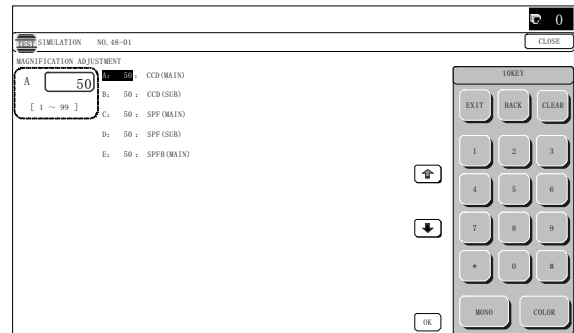 0
TEST SIMULATION NO.48-01
CLOSE
MAGNIFICATION ADJUSTMENT
A 50
[ 1 ~ 99 ]
A: 50 : CCD(MAIN)
B: 50 : CCD(SUB)
C: 50 : SPF(MAIN)
D: 50 : SPF(SUB)
E: 50 : SPFB(MAIN)
OK
10KEY
EXIT BACK CLEAR
1 2 3
4 5 6
7 8 9
* 0 #
MONO COLOR